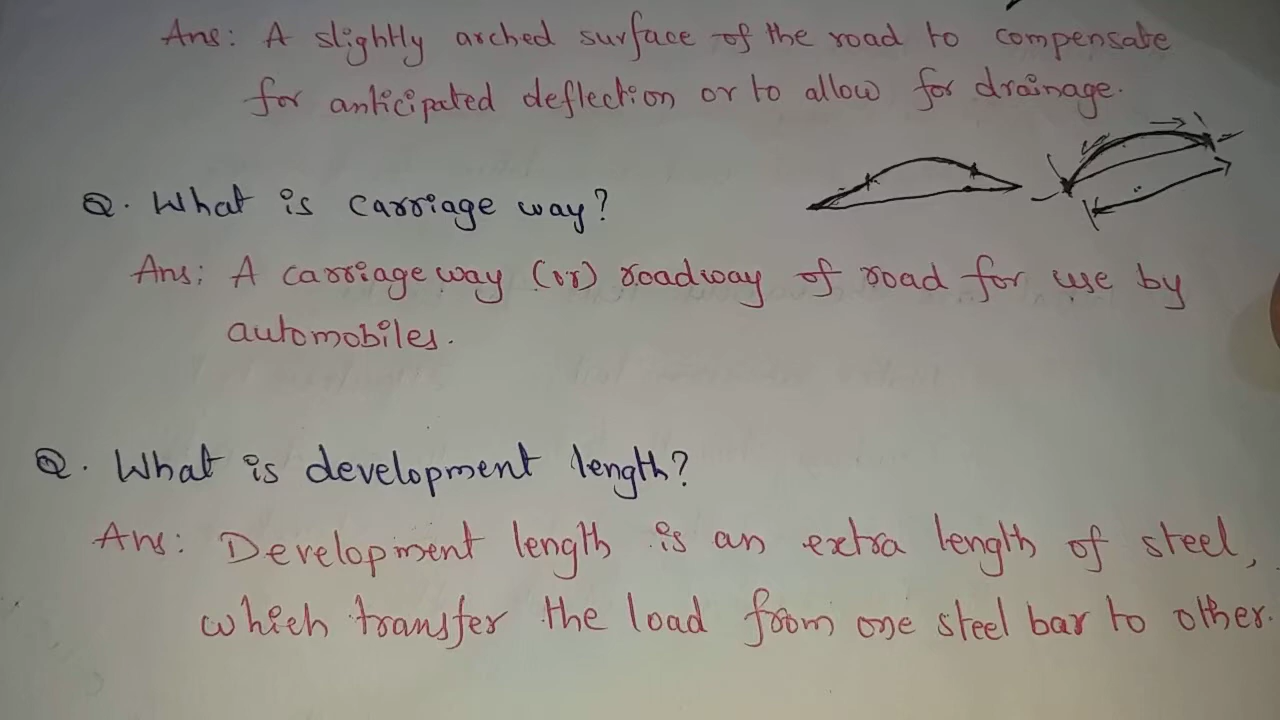 Ans: A slightly arched surface of the road to compensate
for anticipated deflection or to allow for drainage.
Q. What is carriage way?
Ans: A carriage way (or) roadway of road for use by
automobiles.
Q. What is development length?
Ans: Development length is an extra length of steel,
which transfer the load from one steel bar to other.